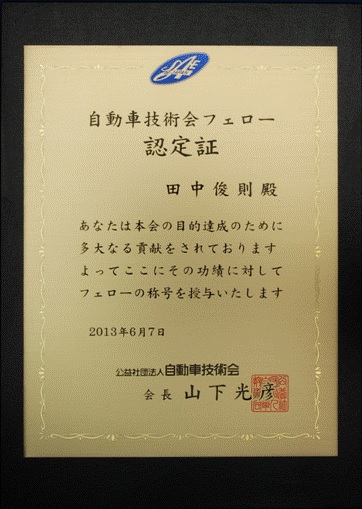 自動車技術会フェロー
認定証
田中俊則殿
あなたは本会の目的達成のために
多大なる貢献をされております
よってここにその功績に対して
フェローの称号を授与いたします
2013年6月7日
公益社団法人自動車技術会
会長 山下光彦